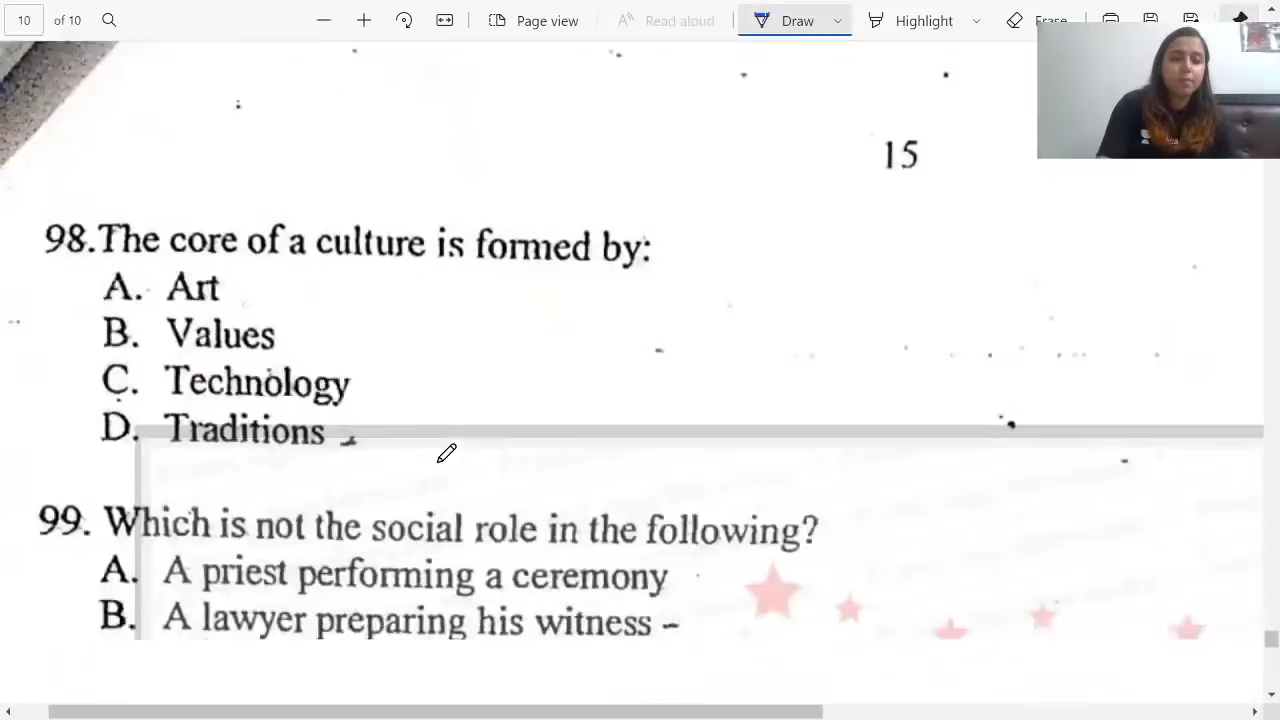 10 of 10 Page view Read aloud Draw Highlight Erase
15
98.The core of a culture is formed by:
A. Art
B. Values
C. Technology
D. Traditions
99. Which is not the social role in the following?
A. A priest performing a ceremony
B. A lawyer preparing his witness -